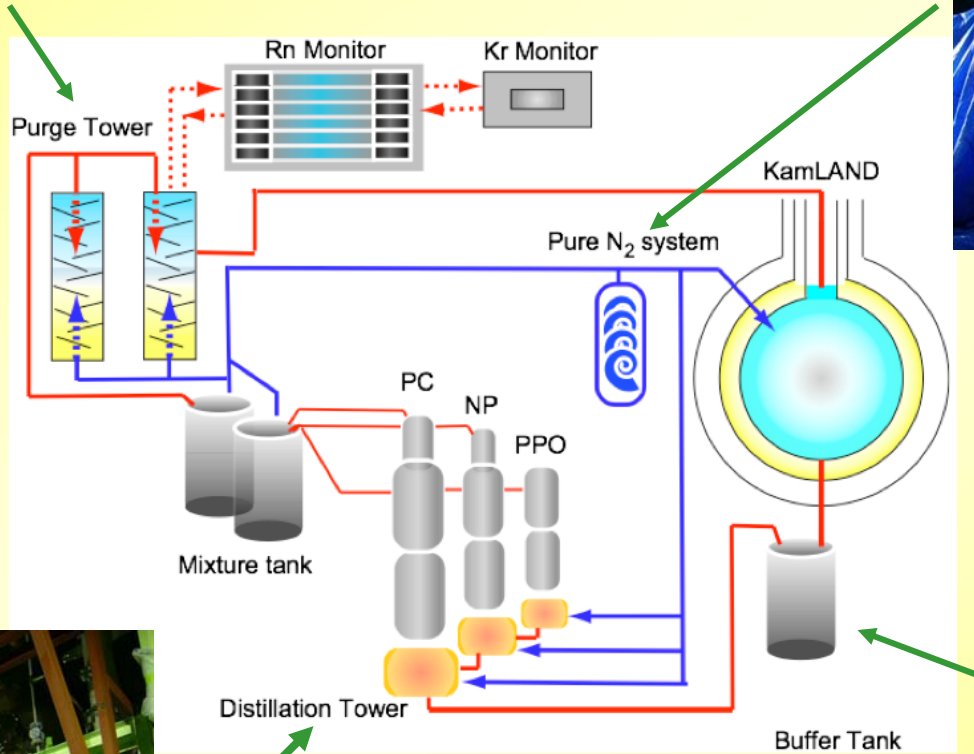 Rn Monitor
Kr Monitor
Purge Tower
KamLAND
Pure N₂ system
PC
NP
PPO
Mixture tank
Distillation Tower
Buffer Tank